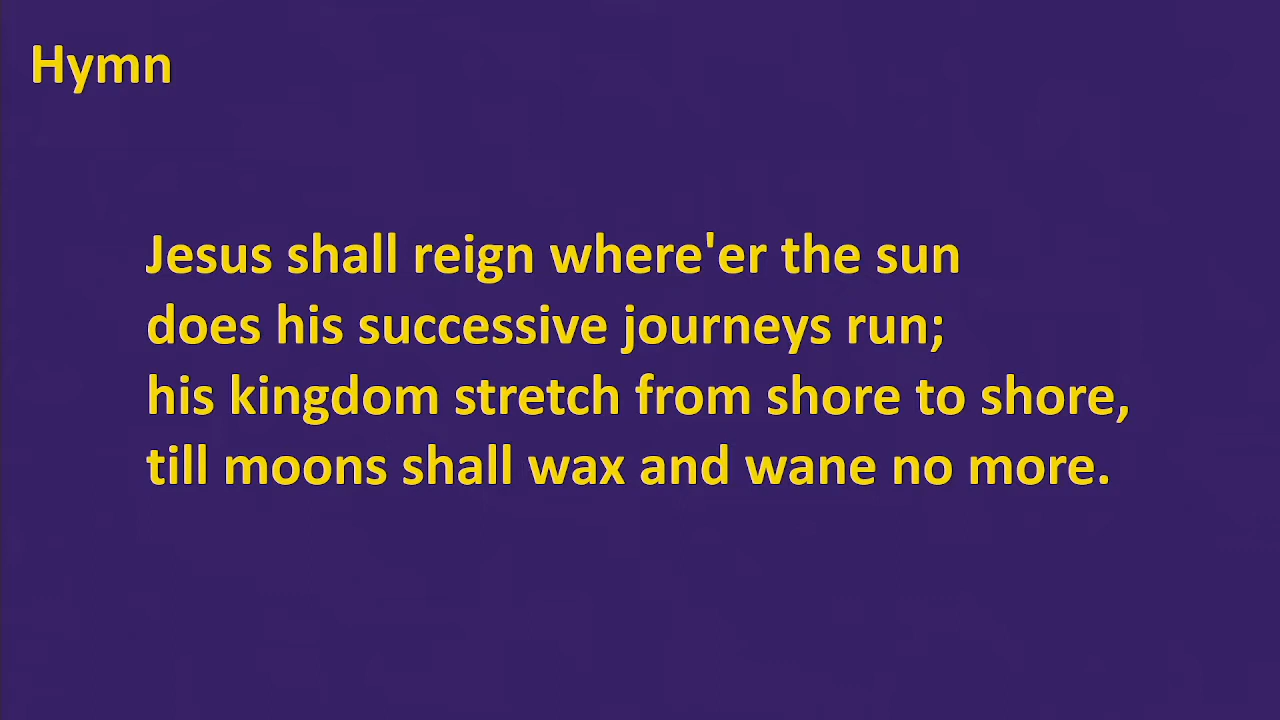 Hymn
Jesus shall reign where'er the sun
does his successive journeys run;
his kingdom stretch from shore to shore,
till moons shall wax and wane no more.